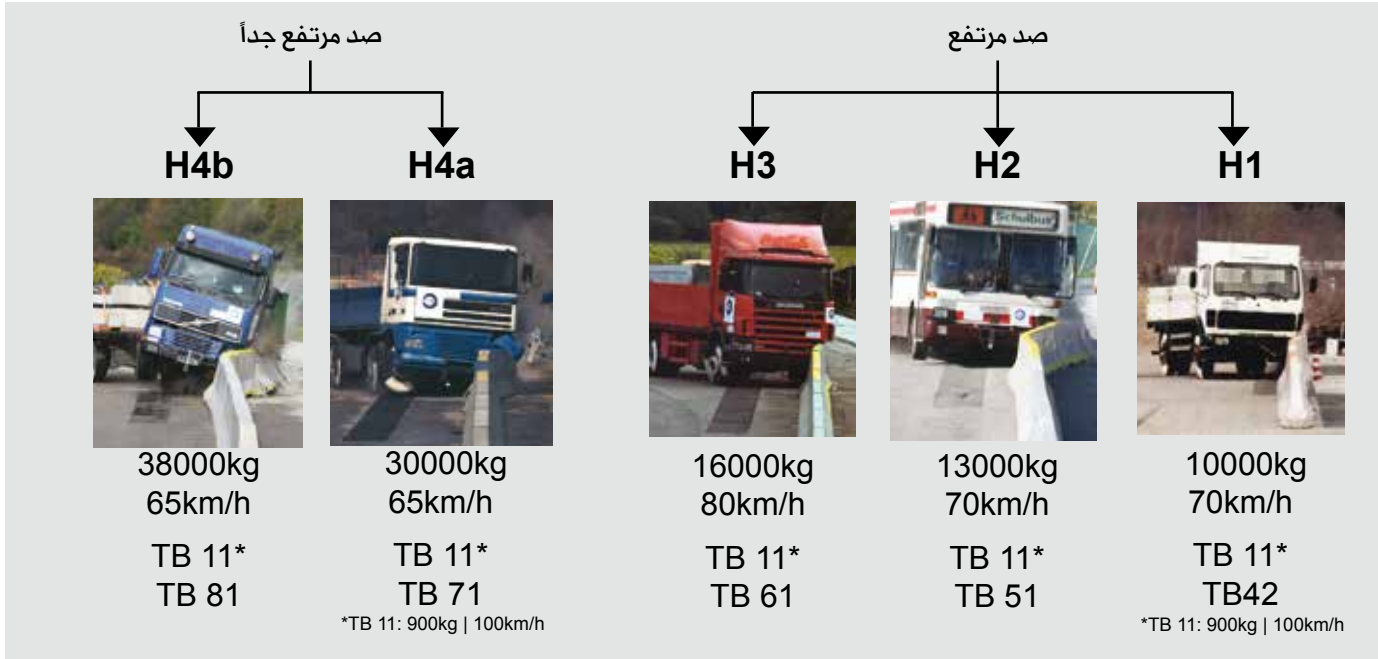 صد مرتفع
H1
10000kg
70km/h
TB 11*
TB42
*TB 11: 900kg | 100km/h
H2
Schulbus
13000kg
70km/h
TB 11*
TB 51
H3
16000kg
80km/h
TB 11*
TB 61
صد مرتفع جداً
H4a
30000kg
65km/h
TB 11*
TB 71
*TB 11: 900kg | 100km/h
H4b
38000kg
65km/h
TB 11*
TB 81